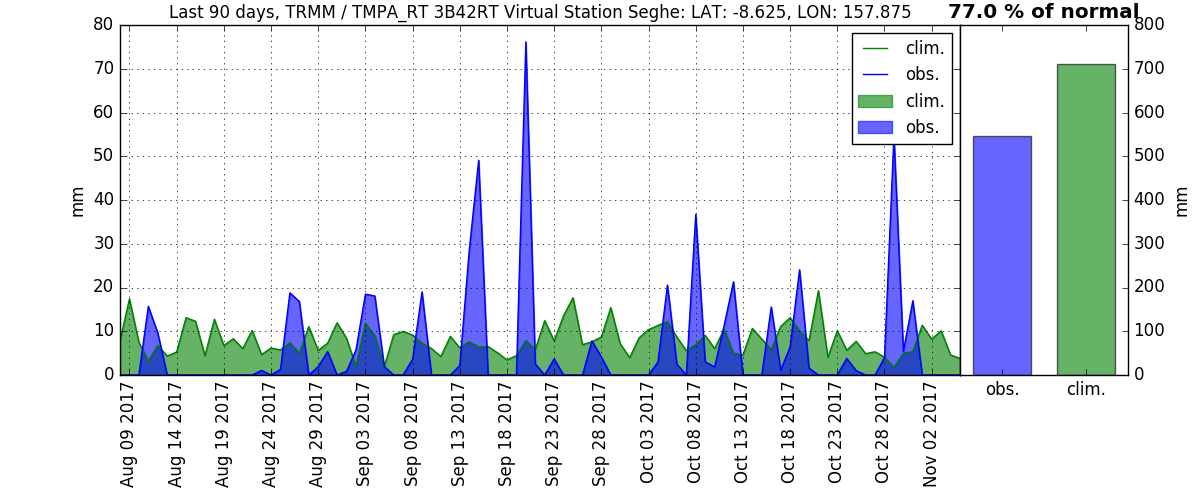 Last 90 days, TRMM / TMPA_RT 3B42RT Virtual Station Seghe: LAT: -8.625, LON: 157.875
77.0 % of normal
80
70
60
50
40
30
20
10
0
mm
clim.
obs.
clim.
obs.
800
700
600
500
400
300
200
100
0
mm
Aug 09 2017
Aug 14 2017
Aug 19 2017
Aug 24 2017
Aug 29 2017
Sep 03 2017
Sep 08 2017
Sep 13 2017
Sep 18 2017
Sep 23 2017
Sep 28 2017
Oct 03 2017
Oct 08 2017
Oct 13 2017
Oct 18 2017
Oct 23 2017
Oct 28 2017
Nov 02 2017
obs.
clim.